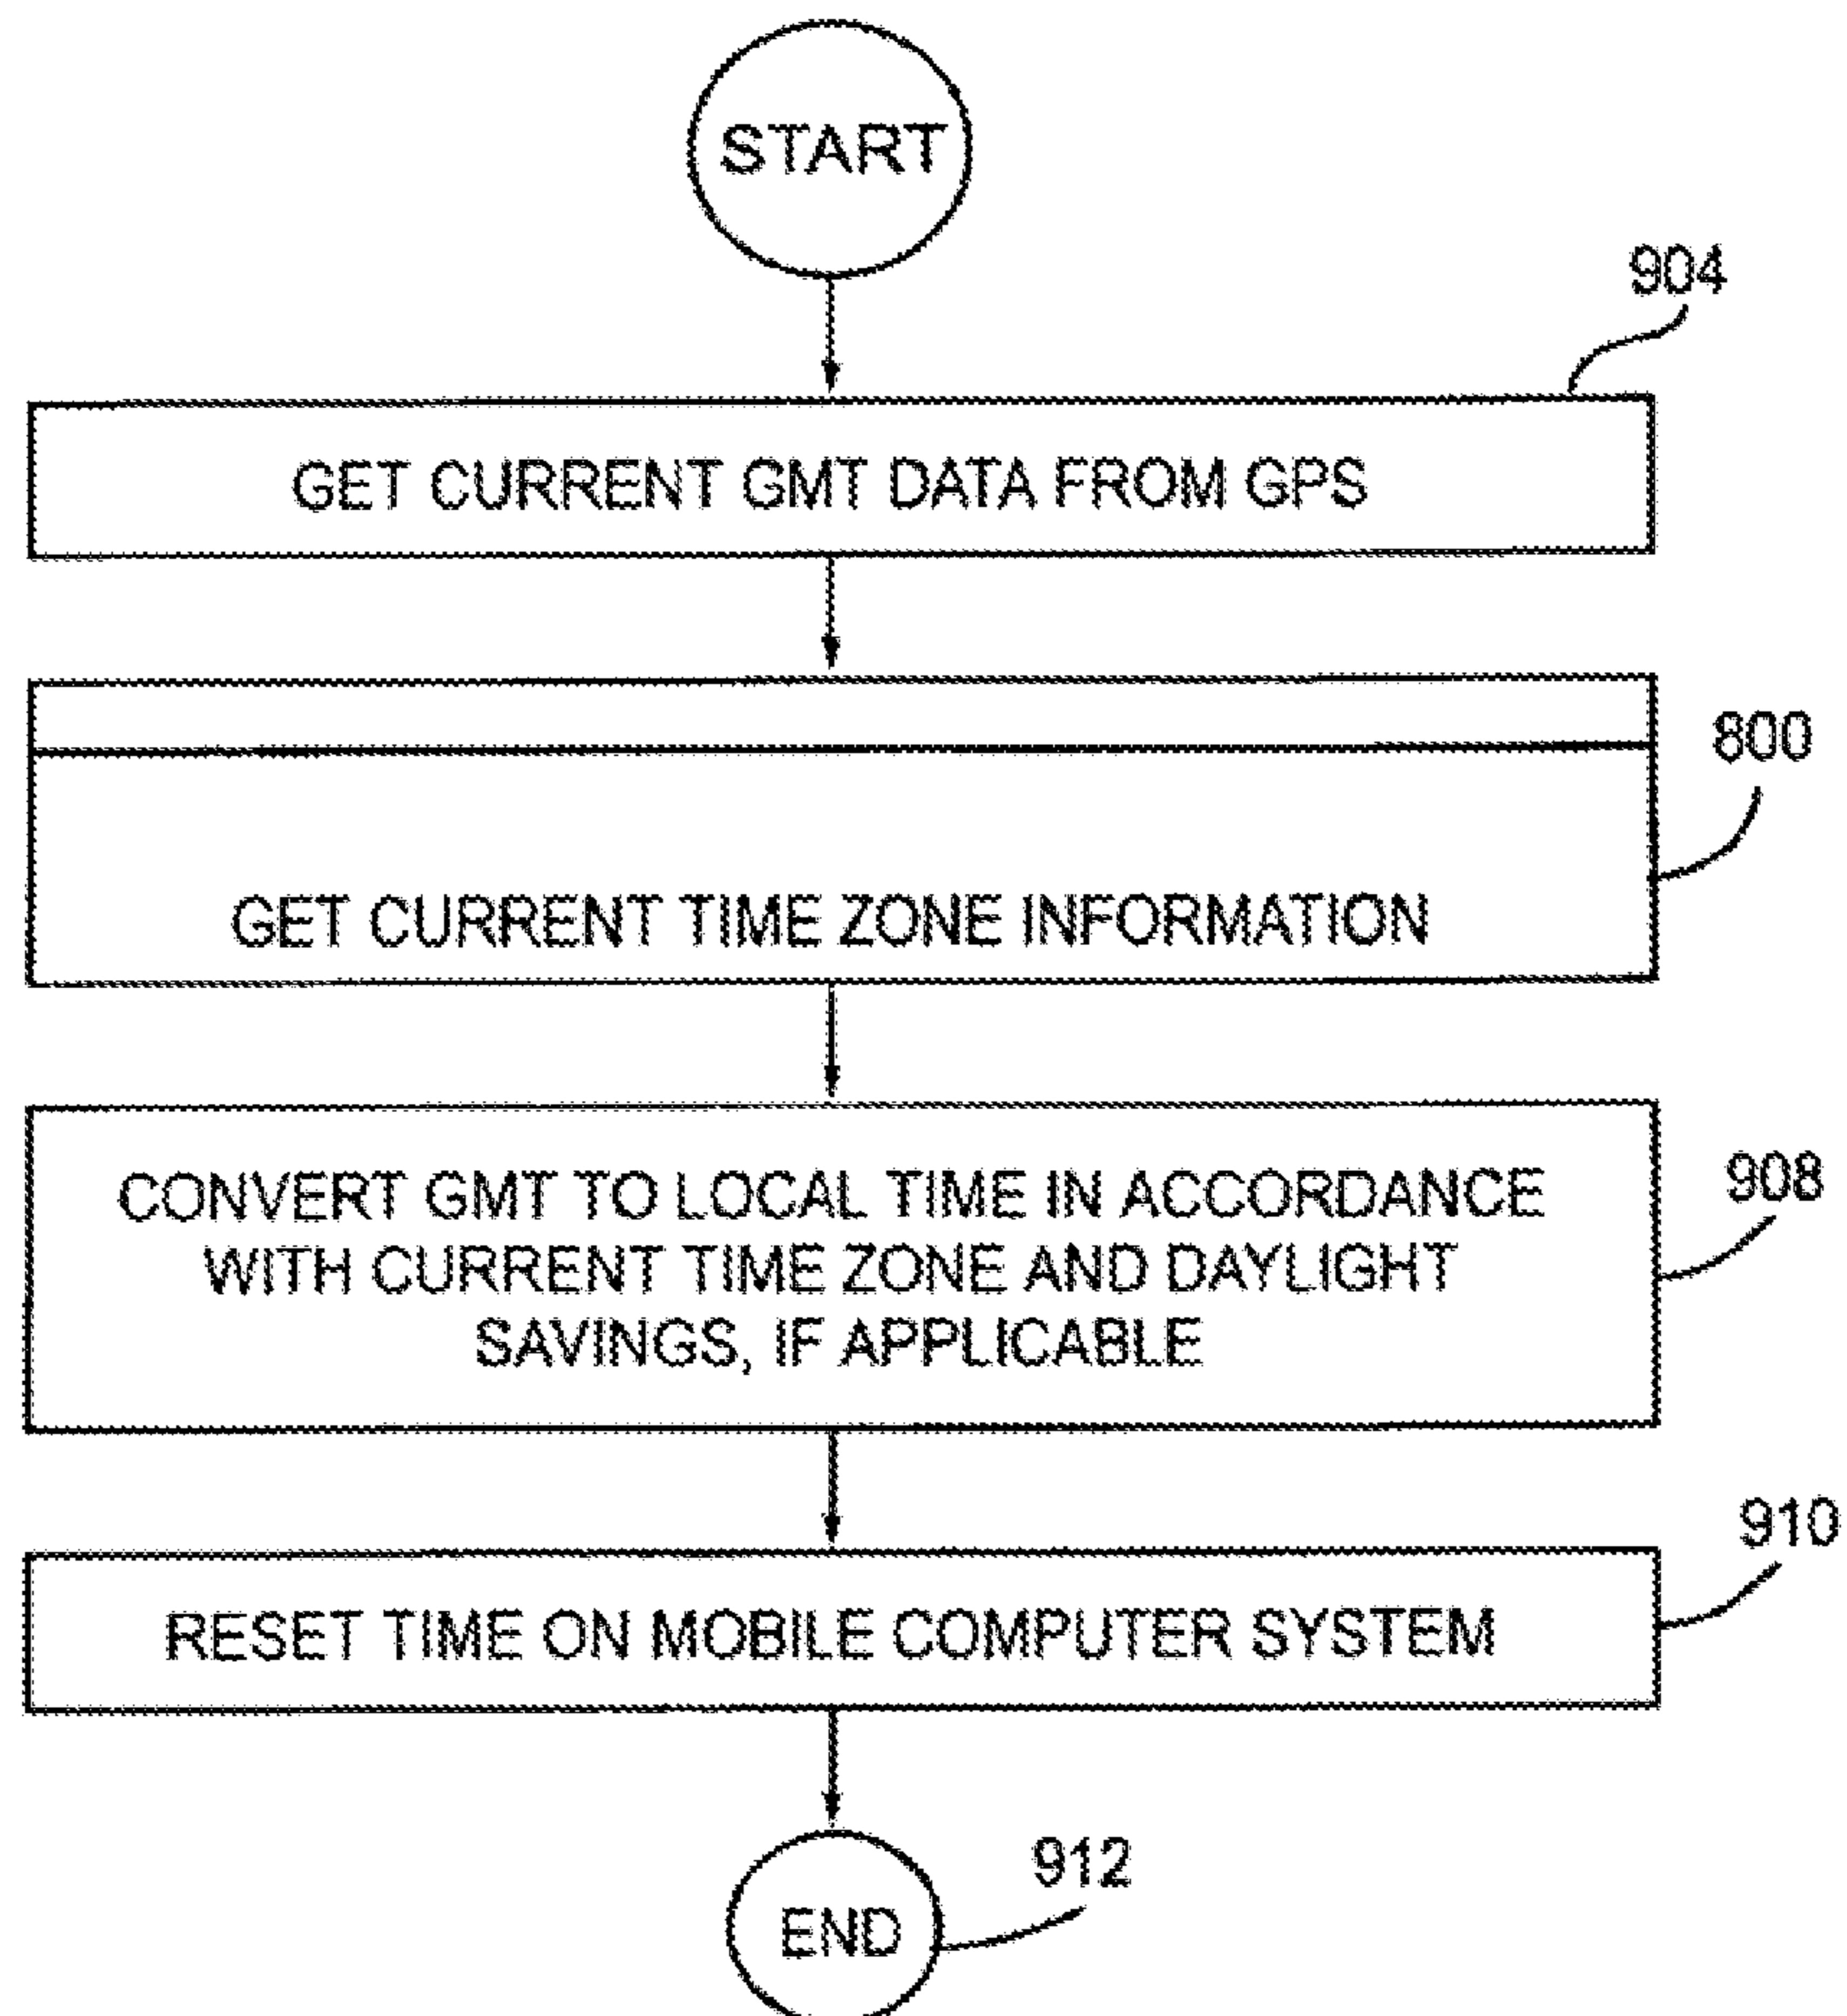 START
904
GET CURRENT GMT DATA FROM GPS
800
GET CURRENT TIME ZONE INFORMATION
CONVERT GMT TO LOCAL TIME IN ACCORDANCE
908
WITH CURRENT TIME ZONE AND DAYLIGHT
SAVINGS, IF APPLICABLE
910
RESET TIME ON MOBILE COMPUTER SYSTEM
912
END